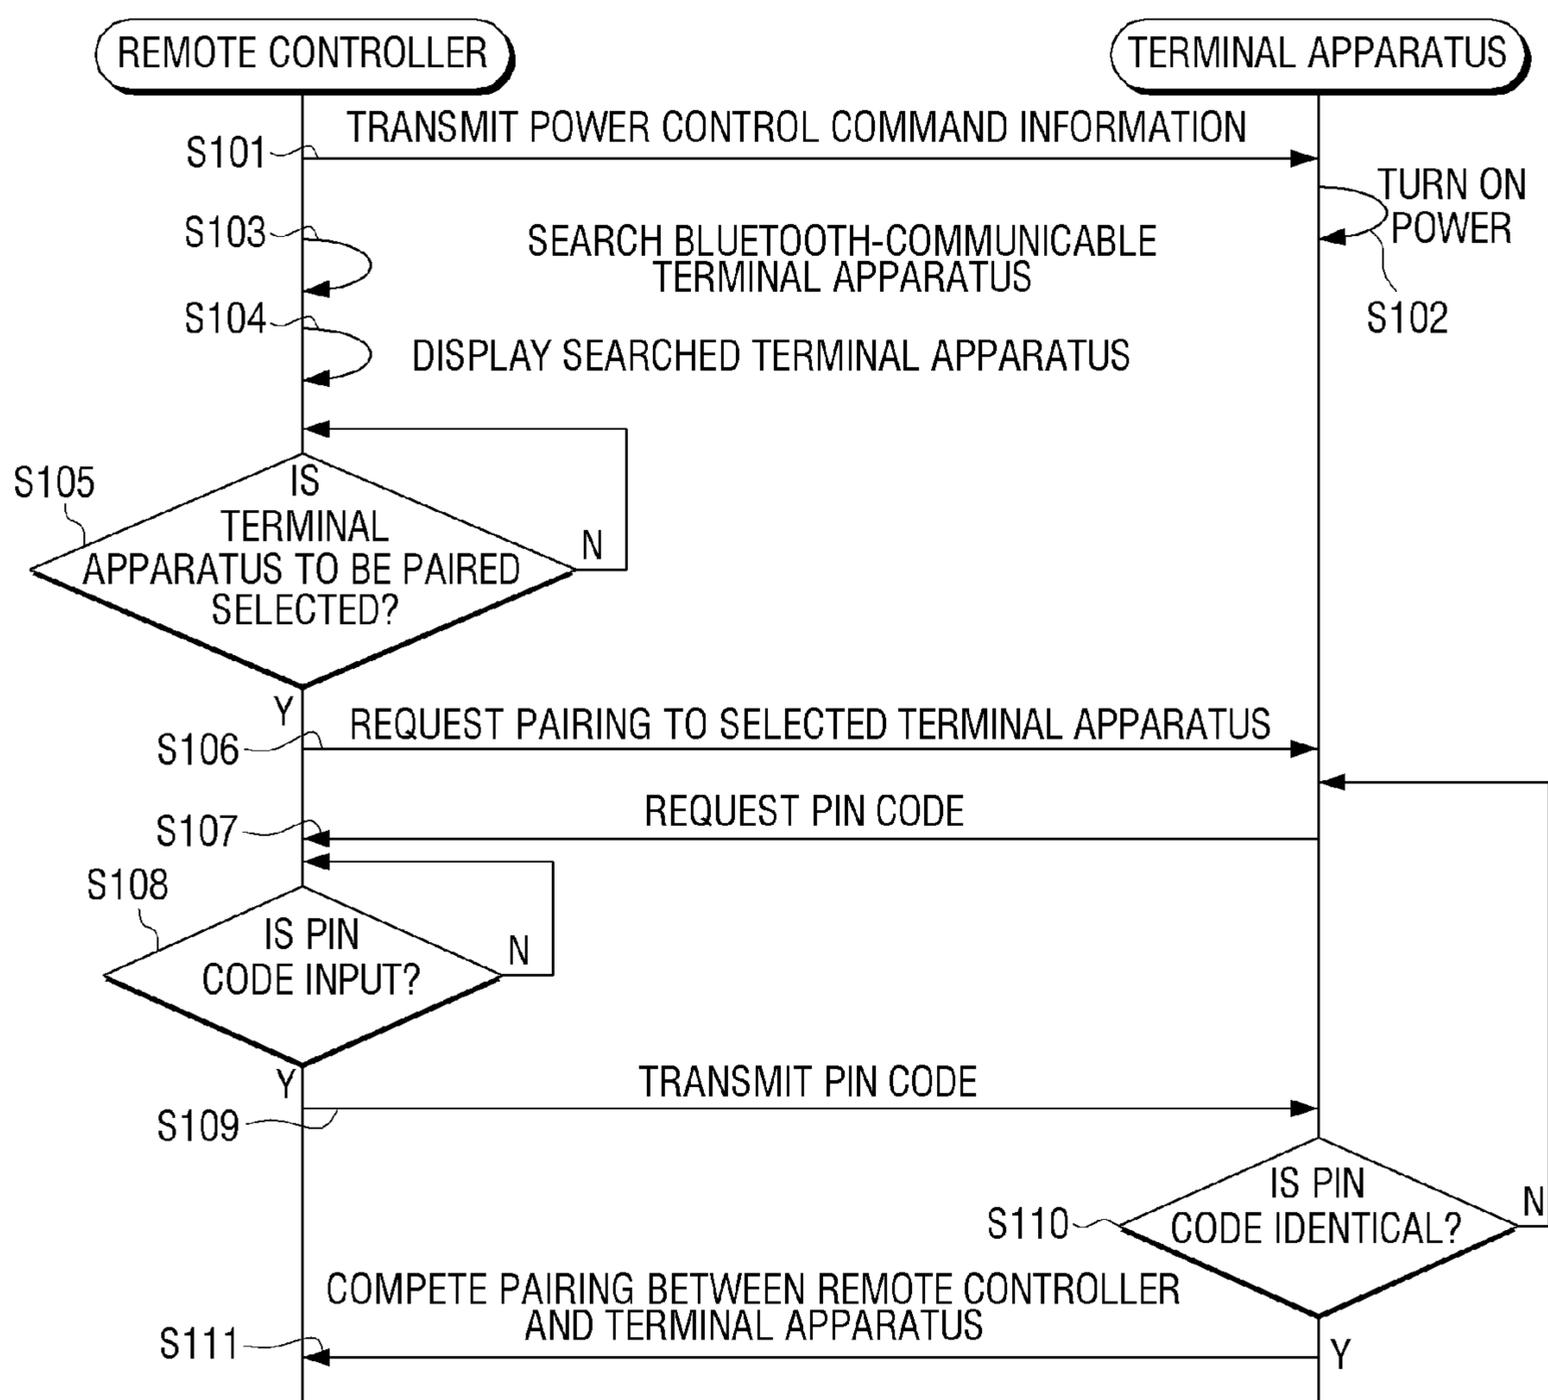 REMOTE CONTROLLER
TERMINAL APPARATUS
TRANSMIT POWER CONTROL COMMAND INFORMATION
S101
TURN ON
POWER
S102
S103
SEARCH BLUETOOTH-COMMUNICABLE
TERMINAL APPARATUS
S104
DISPLAY SEARCHED TERMINAL APPARATUS
S105
IS
TERMINAL
APPARATUS TO BE PAIRED
SELECTED?
N
Y
REQUEST PAIRING TO SELECTED TERMINAL APPARATUS
S106
REQUEST PIN CODE
S107
S108
IS PIN
CODE INPUT?
N
Y
TRANSMIT PIN CODE
S109
IS PIN
CODE IDENTICAL?
S110
N
COMPETE PAIRING BETWEEN REMOTE CONTROLLER
AND TERMINAL APPARATUS
S111
Y